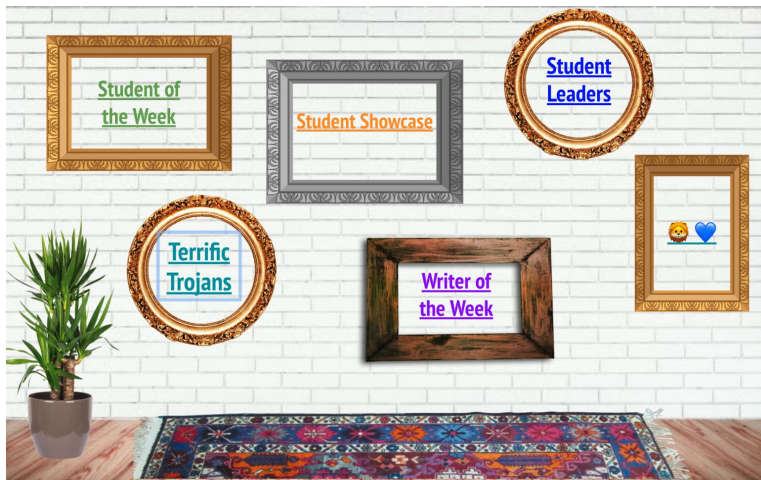 Student of
the Week
Student Showcase
Student
Leaders
Terrific
Trojans
Writer of
the Week
🦁 💙